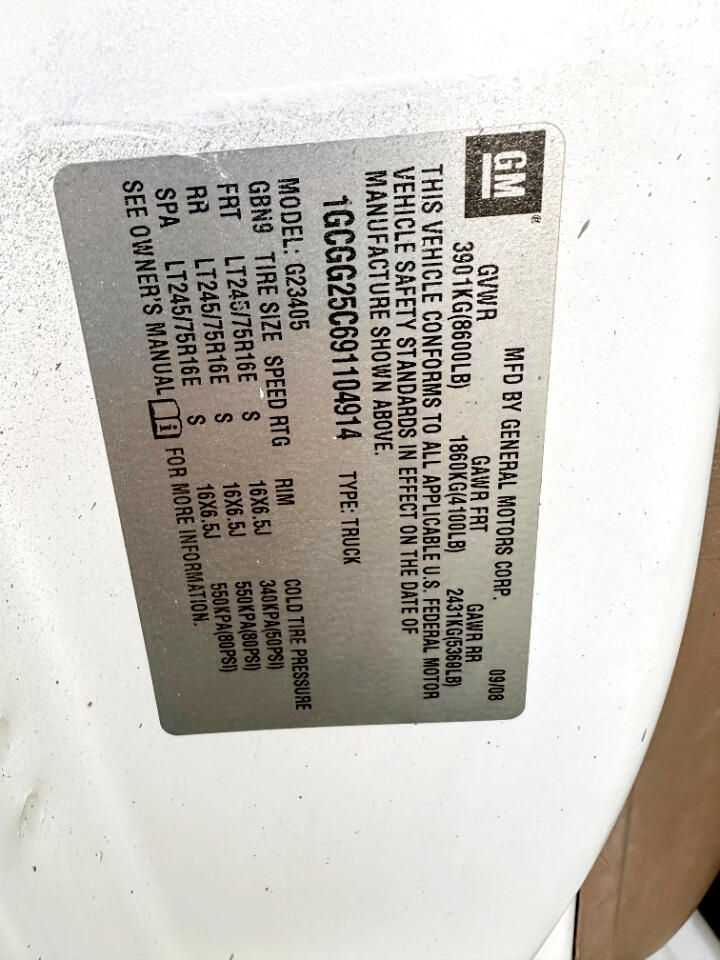 GM®
MFD BY GENERAL MOTORS CORP. 09/08
GVWR GAWR FRT GAWR RR
3901KG(8600LB) 1860KG(4100LB) 2431KG(5360LB)
THIS VEHICLE CONFORMS TO ALL APPLICABLE U.S. FEDERAL MOTOR
VEHICLE SAFETY STANDARDS IN EFFECT ON THE DATE OF
MANUFACTURE SHOWN ABOVE.
1GCGG25C691104914 TYPE: TRUCK
MODEL: G23405
GBN9 TIRE SIZE SPEED RTG RIM COLD TIRE PRESSURE
FRT LT245/75R16E S 16X6.5J 340KPA(50PSI)
RR LT245/75R16E S 16X6.5J 550KPA(80PSI)
SPA LT245/75R16E S 16X6.5J 550KPA(80PSI)
SEE OWNER'S MANUAL FOR MORE INFORMATION.